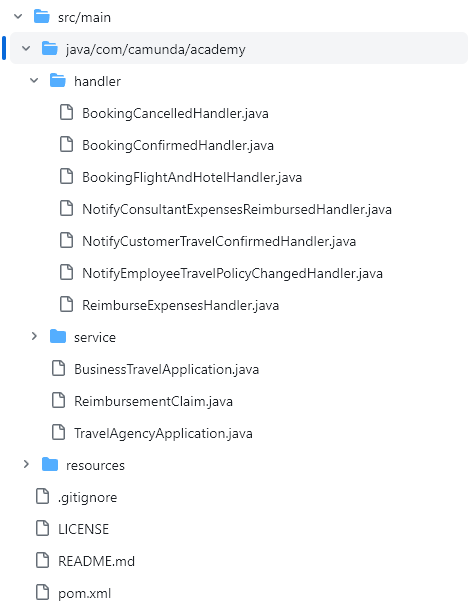 src/main
java/com/camunda/academy
handler
BookingCancelledHandler.java
BookingConfirmedHandler.java
BookingFlightAndHotelHandler.java
NotifyConsultantExpensesReimbursedHandler.java
NotifyCustomerTravelConfirmedHandler.java
NotifyEmployeeTravelPolicyChangedHandler.java
ReimburseExpensesHandler.java
service
BusinessTravelApplication.java
ReimbursementClaim.java
TravelAgencyApplication.java
resources
.gitignore
LICENSE
README.md
pom.xml